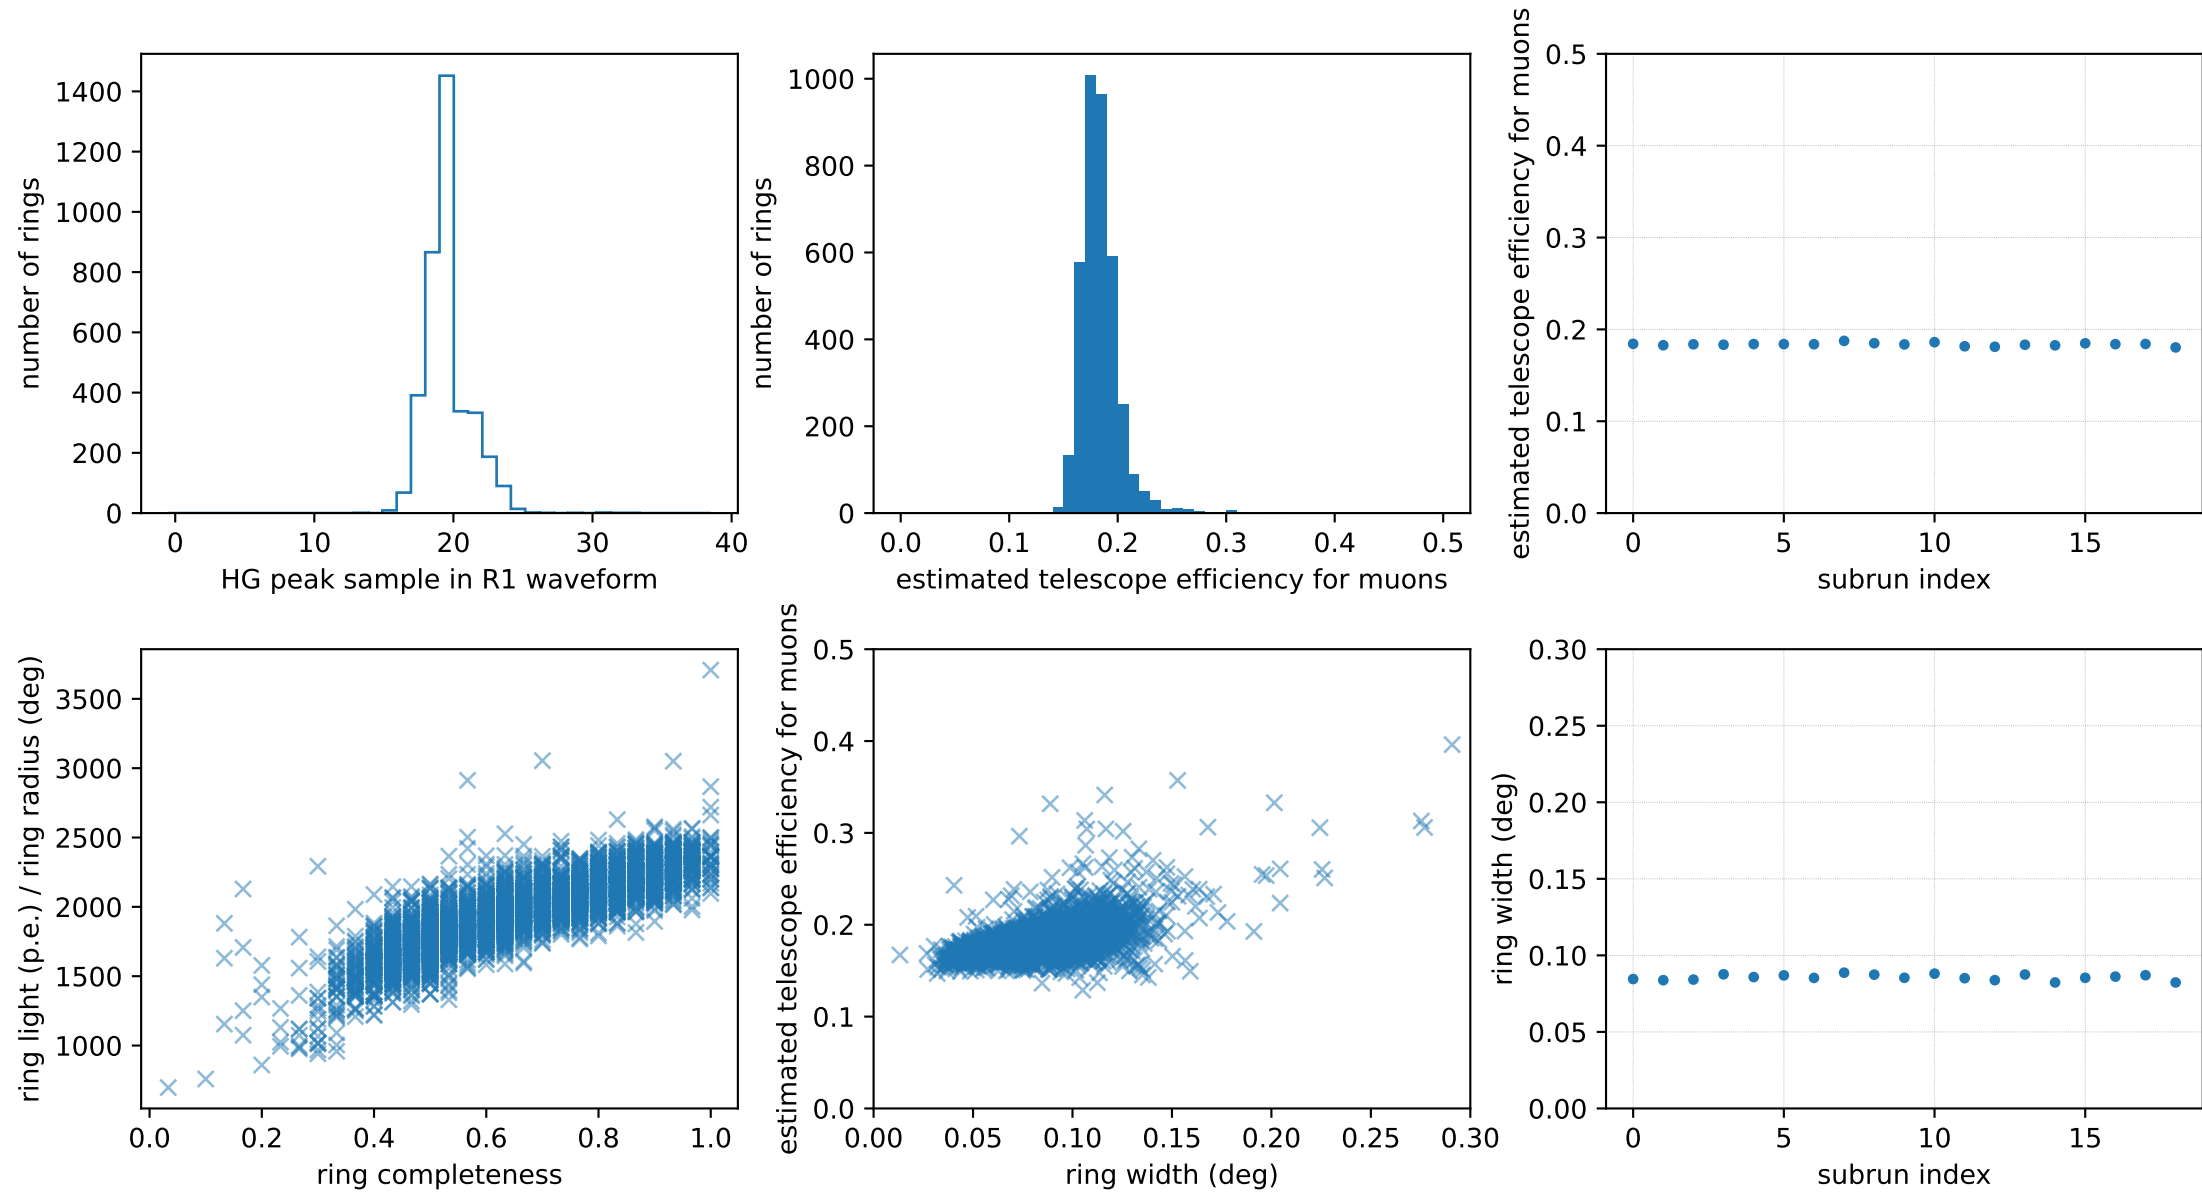 number of rings
1400
1200
1000
800
600
400
200
0
0 10 20 30 40
HG peak sample in R1 waveform
number of rings
1000
800
600
400
200
0
0.0 0.1 0.2 0.3 0.4 0.5
estimated telescope efficiency for muons
estimated telescope efficiency for muons
0.5
0.4
0.3
0.2
0.1
0.0
0 5 10 15
subrun index
ring light (p.e.) / ring radius (deg)
3500
3000
2500
2000
1500
1000
0.0 0.2 0.4 0.6 0.8 1.0
ring completeness
estimated telescope efficiency for muons
0.5
0.4
0.3
0.2
0.1
0.0
0.00 0.05 0.10 0.15 0.20 0.25 0.30
ring width (deg)
ring width (deg)
0.30
0.25
0.20
0.15
0.10
0.05
0.00
0 5 10 15
subrun index